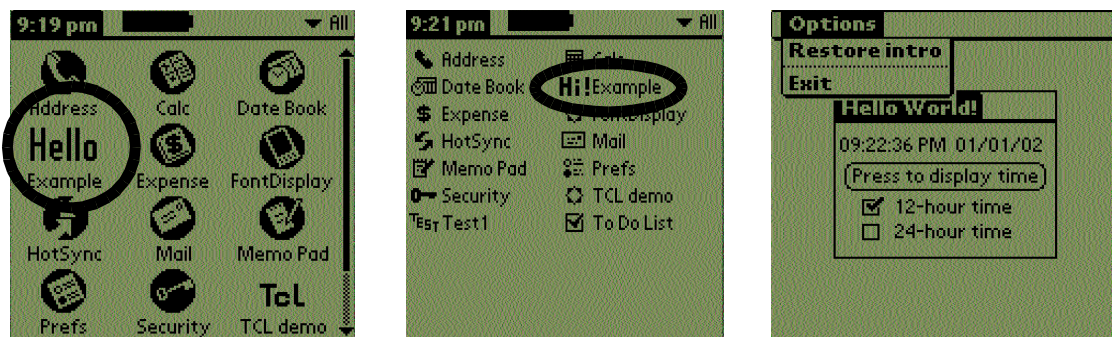 9:19 pm All
Address Calc Date Book
Hello
Example Expense FontDisplay
HotSync Mail Memo Pad
TcL
Prefs Security TCL demo
9:21 pm All
Address Calc
Date Book Hi! Example
Expense FontDisplay
HotSync Mail
Memo Pad Prefs
Security TCL demo
TEST Test1 To Do List
Options
Restore intro
Exit
Hello World!
09:22:36 PM 01/01/02
Press to display time
12-hour time
24-hour time